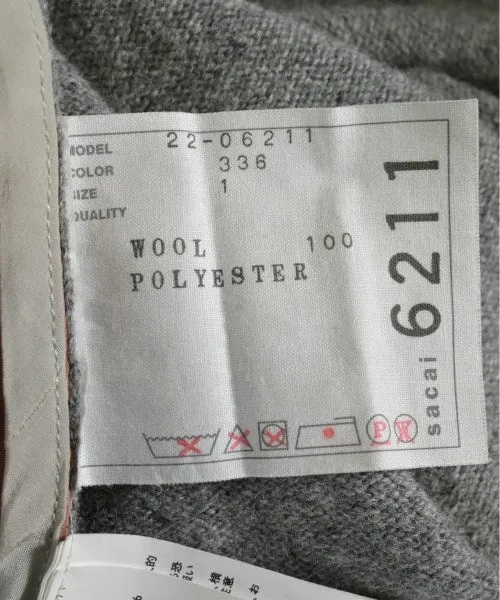 MODEL 22-06211
COLOR 336
SIZE 1
QUALITY
WOOL 100
POLYESTER
P W
sacai 6211